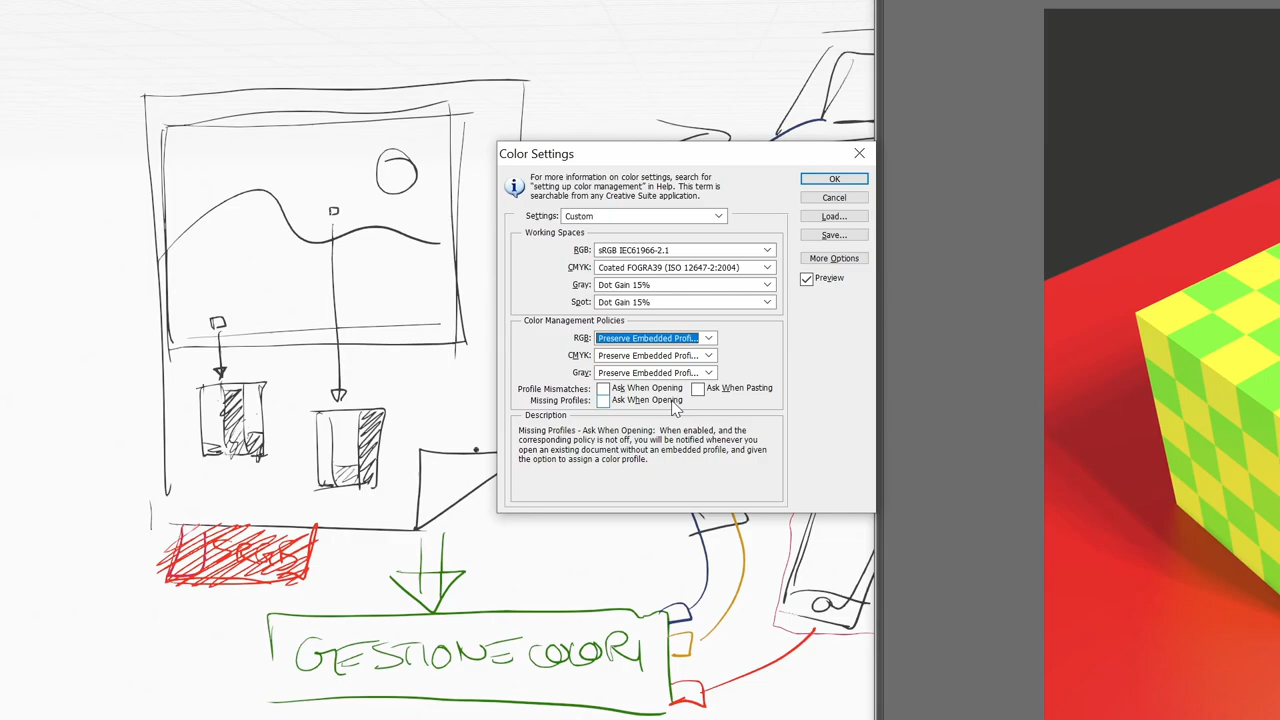 Color Settings
For more information on color settings, search for
"setting up color management" in Help. This term is
searchable from any Creative Suite application.
OK
Cancel
Load...
Save...
More Options
Preview
Settings: Custom
Working Spaces
RGB: sRGB IEC61966-2.1
CMYK: Coated FOGRA39 (ISO 12647-2:2004)
Gray: Dot Gain 15%
Spot: Dot Gain 15%
Color Management Policies
RGB: Preserve Embedded Profi...
CMYK: Preserve Embedded Profi...
Gray: Preserve Embedded Profi...
Profile Mismatches: Ask When Opening Ask When Pasting
Missing Profiles: Ask When Opening
Description
Missing Profiles - Ask When Opening: When enabled, and the
corresponding policy is not off, you will be notified whenever you
open an existing document without an embedded profile, and given
the option to assign a color profile.
SRGB
GESTIONE COLORI